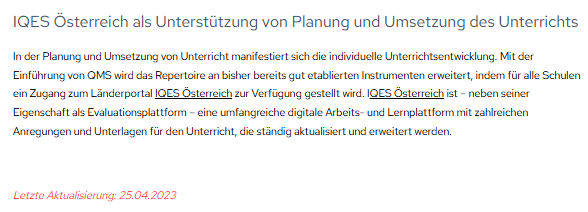 IQES Österreich als Unterstützung von Planung und Umsetzung des Unterrichts
In der Planung und Umsetzung von Unterricht manifestiert sich die individuelle Unterrichtsentwicklung. Mit der
Einführung von QMS wird das Repertoire an bisher bereits gut etablierten Instrumenten erweitert, indem für alle Schulen
ein Zugang zum Länderportal IQES Österreich zur Verfügung gestellt wird. IQES Österreich ist – neben seiner
Eigenschaft als Evaluationsplattform – eine umfangreiche digitale Arbeits- und Lernplattform mit zahlreichen
Anregungen und Unterlagen für den Unterricht, die ständig aktualisiert und erweitert werden.
Letzte Aktualisierung: 25.04.2023